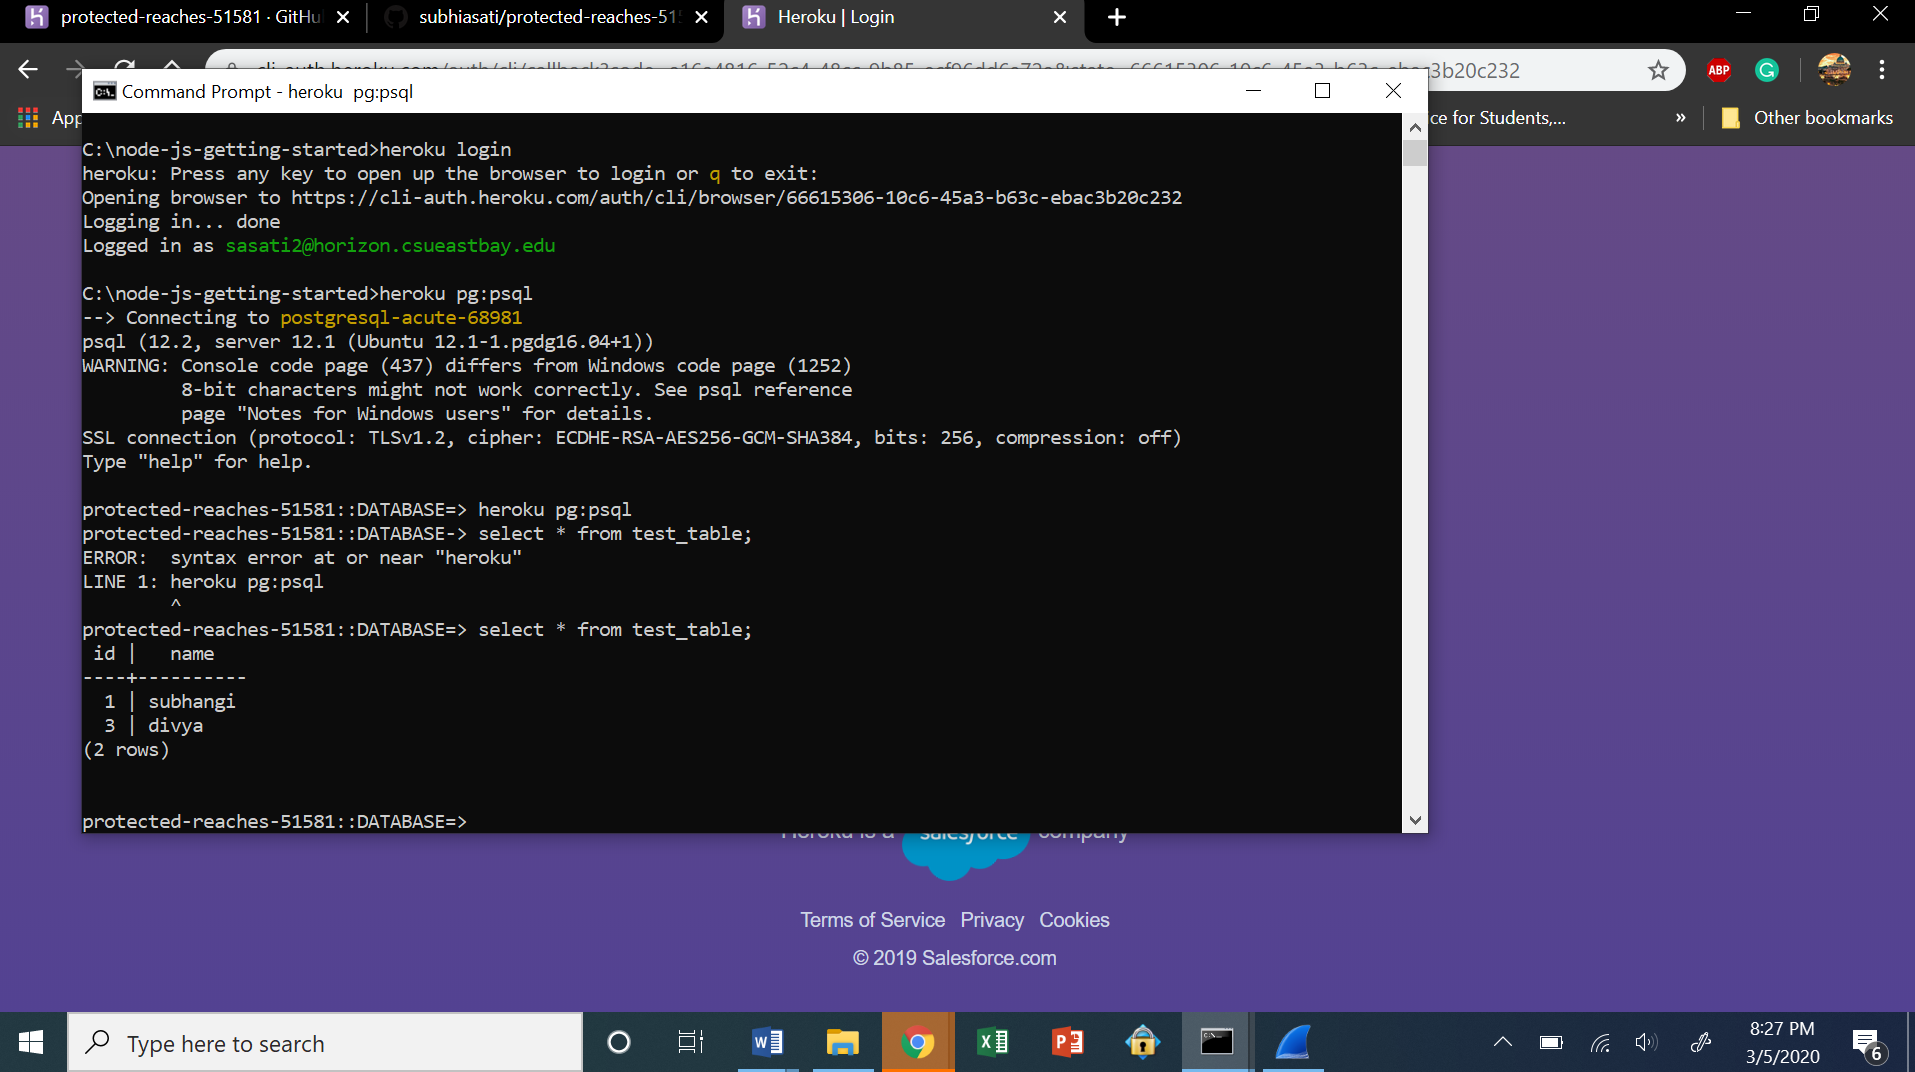 protected-reaches-51581 · GitHu
subhiasati/protected-reaches-51
Heroku | Login
3b20c232
App
ice for Students,...
»
Other bookmarks
ABP
Command Prompt - heroku  pg:psql
C:\node-js-getting-started>heroku login
heroku: Press any key to open up the browser to login or q to exit:
Opening browser to https://cli-auth.heroku.com/auth/cli/browser/66615306-10c6-45a3-b63c-ebac3b20c232
Logging in... done
Logged in as sasati2@horizon.csueastbay.edu
C:\node-js-getting-started>heroku pg:psql
--> Connecting to postgresql-acute-68981
psql (12.2, server 12.1 (Ubuntu 12.1-1.pgdg16.04+1))
WARNING: Console code page (437) differs from Windows code page (1252)
         8-bit characters might not work correctly. See psql reference
         page "Notes for Windows users" for details.
SSL connection (protocol: TLSv1.2, cipher: ECDHE-RSA-AES256-GCM-SHA384, bits: 256, compression: off)
Type "help" for help.
protected-reaches-51581::DATABASE=> heroku pg:psql
protected-reaches-51581::DATABASE-> select * from test_table;
ERROR:  syntax error at or near "heroku"
LINE 1: heroku pg:psql
        ^
protected-reaches-51581::DATABASE=> select * from test_table;
 id |   name
----+----------
  1 | subhangi
  3 | divya
(2 rows)
protected-reaches-51581::DATABASE=>
Heroku is a salesforce company
Terms of Service Privacy Cookies
© 2019 Salesforce.com
Type here to search
8:27 PM
3/5/2020
6